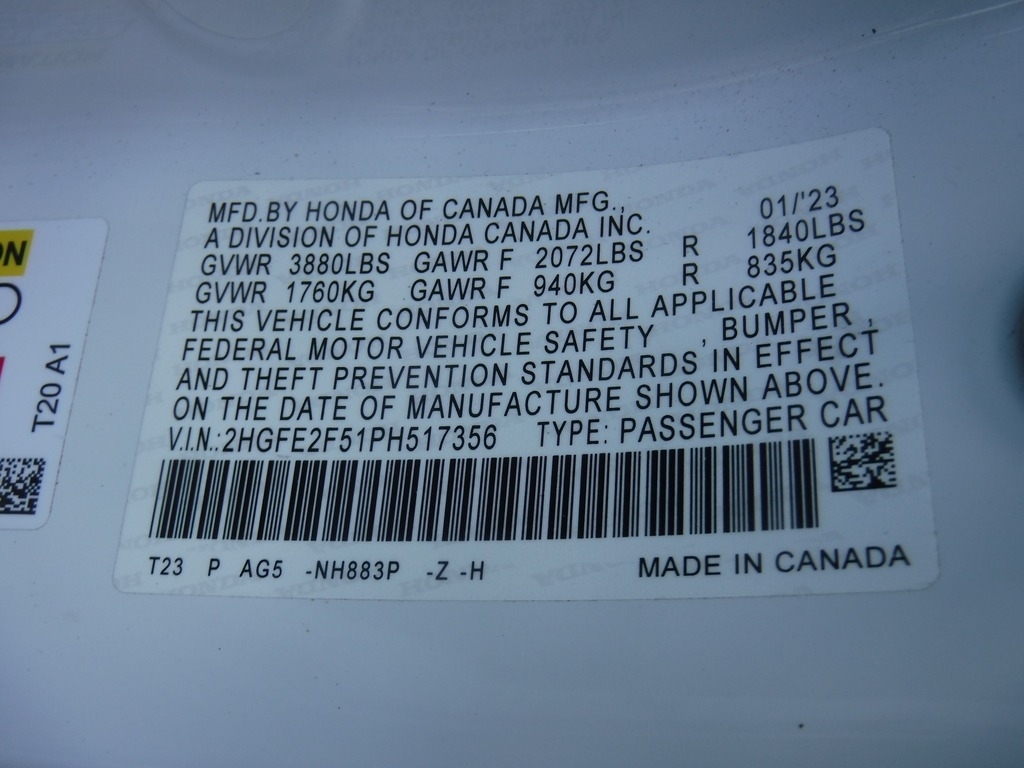 MFD.BY HONDA OF CANADA MFG., 01/'23
A DIVISION OF HONDA CANADA INC.
GVWR 3880LBS GAWR F 2072LBS R 1840LBS
GVWR 1760KG GAWR F 940KG R 835KG
THIS VEHICLE CONFORMS TO ALL APPLICABLE
FEDERAL MOTOR VEHICLE SAFETY , BUMPER ,
AND THEFT PREVENTION STANDARDS IN EFFECT
ON THE DATE OF MANUFACTURE SHOWN ABOVE.
V.I.N.:2HGFE2F51PH517356 TYPE: PASSENGER CAR
T23 P AG5 -NH883P -Z -H MADE IN CANADA
T20 A1